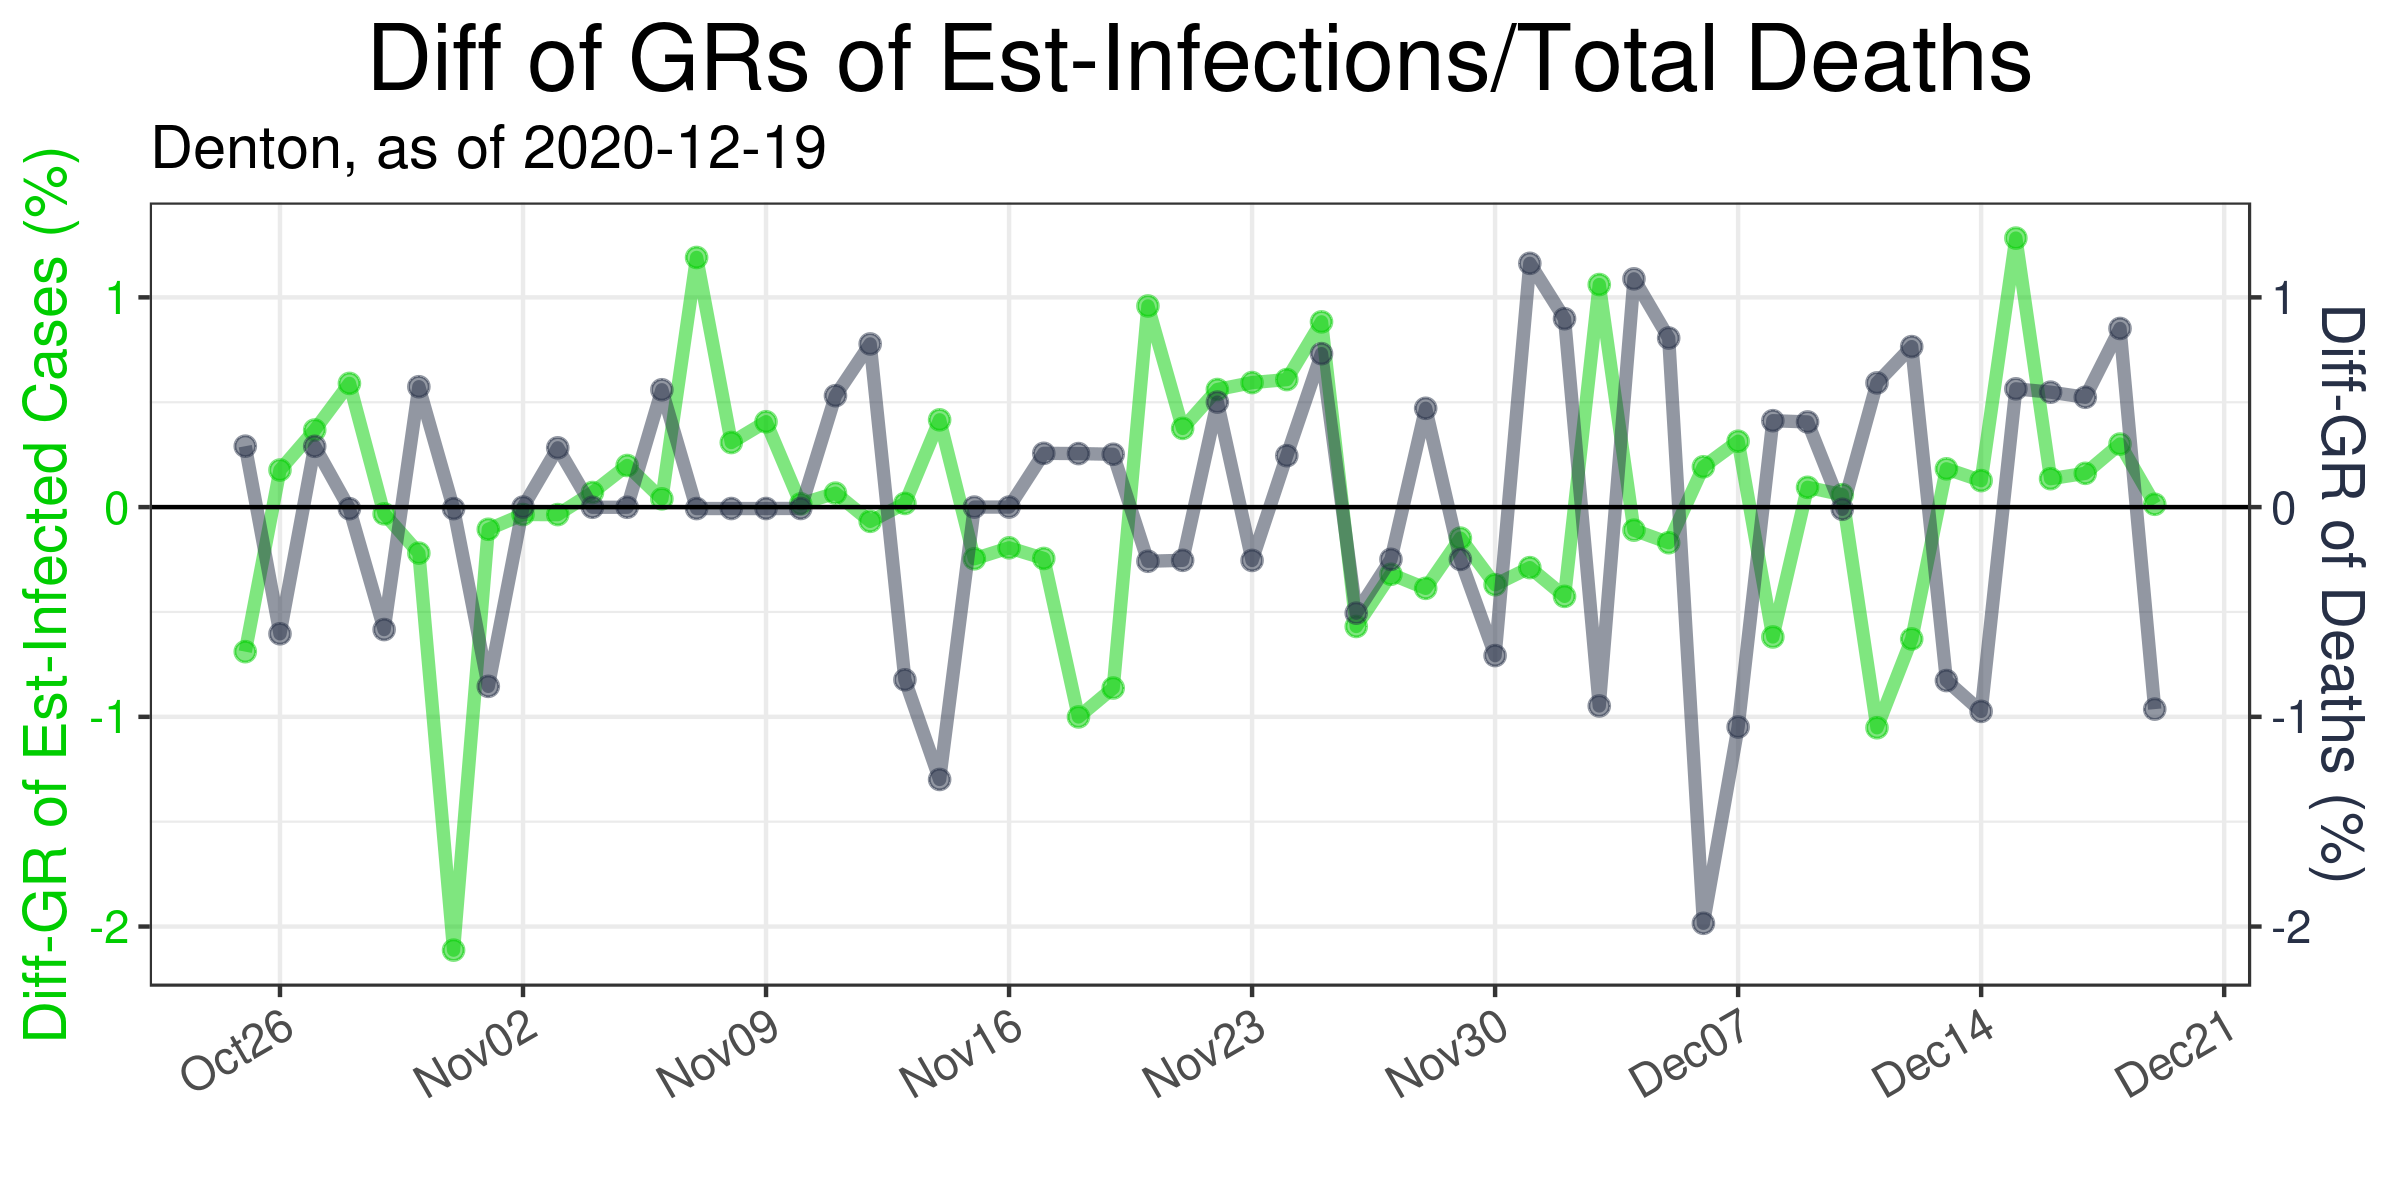 Diff of GRs of Est-Infections/Total Deaths
Denton, as of 2020-12-19
Diff-GR of Est-Infected Cases (%)
1
0
-1
-2
1
0
-1
-2
Diff-GR of Deaths (%)
Oct26
Nov02
Nov09
Nov16
Nov23
Nov30
Dec07
Dec14
Dec21